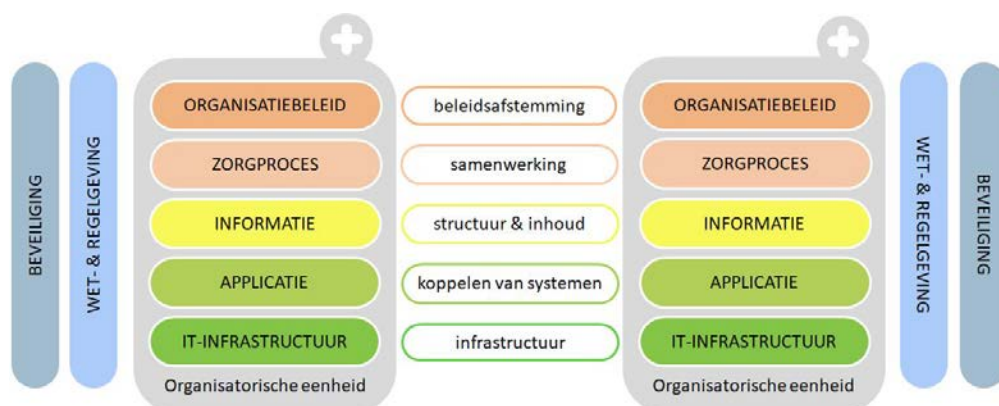 BEVEILIGING
WET- & REGELGEVING
ORGANISATIEBELEID
ZORGPROCES
INFORMATIE
APPLICATIE
IT-INFRASTRUCTUUR
Organisatorische eenheid
beleidsafstemming
samenwerking
structuur & inhoud
koppelen van systemen
infrastructuur
ORGANISATIEBELEID
ZORGPROCES
INFORMATIE
APPLICATIE
IT-INFRASTRUCTUUR
Organisatorische eenheid
WET- & REGELGEVING
BEVEILIGING